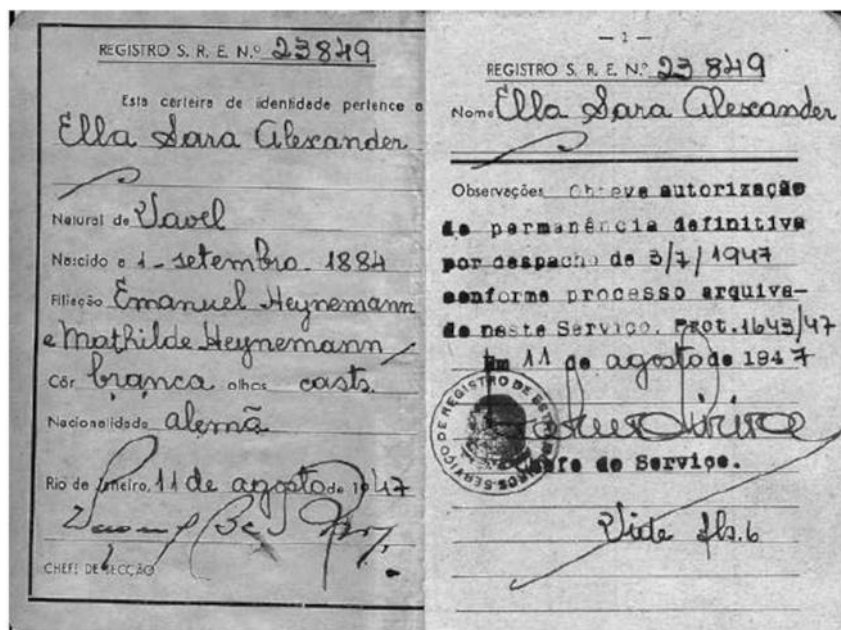 REGISTRO S. R. E. N.º 23849
Esta carteira de identidade pertence a
Ella Sara Alexander
Natural de Vavel
Nascido a 1 - setembro - 1884
Filiação Emanuel Heynemann
e Mathilde Heynemann
Côr branca olhos casts.
Nacionalidade alemã
Rio de Janeiro, 11 de agosto de 1947
CHEFE DE SECÇÃO
— 1 —
REGISTRO S. R. E. N.º 23849
Nome Ella Sara Alexander
Observações Obteve autorização
de permanência definitiva
por despacho de 3/7/1947
conforme processo arquiva-
do neste Serviço. Prot.1643/47
Em 11 de agosto de 1947
SERVIÇO DE REGISTRO DE
Chefe do Serviço.
Vide fls. 6